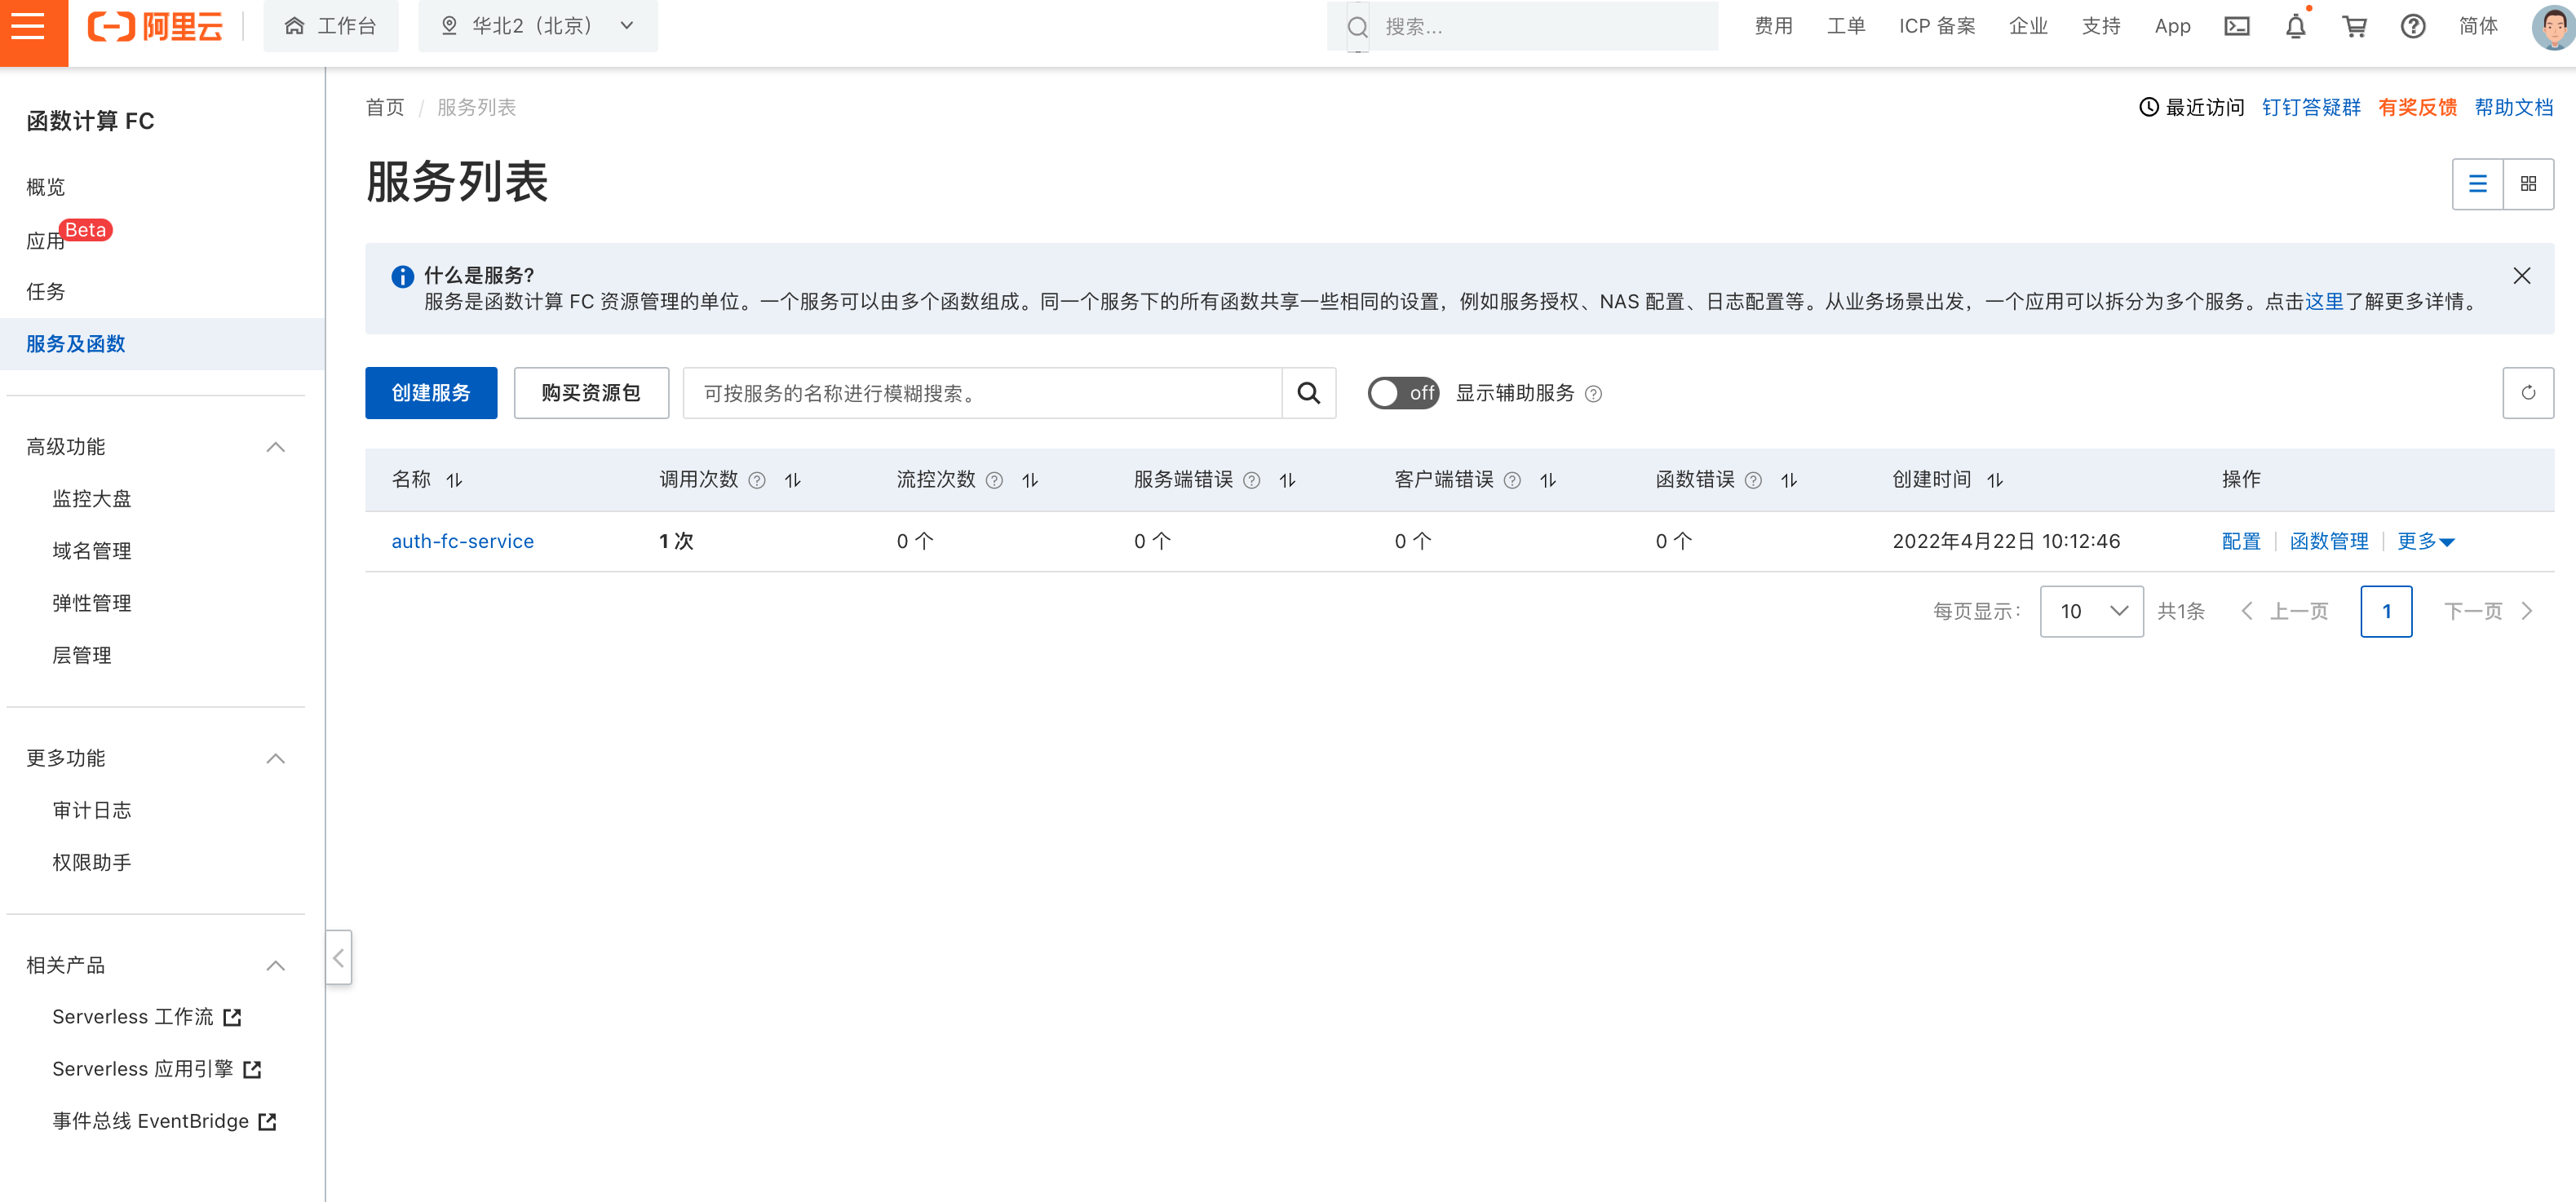 阿里云 工作台 华北2（北京） 搜索... 费用 工单 ICP 备案 企业 支持 App 简体
函数计算 FC
概览
应用 Beta
任务
服务及函数
高级功能
监控大盘
域名管理
弹性管理
层管理
更多功能
审计日志
权限助手
相关产品
Serverless 工作流
Serverless 应用引擎
事件总线 EventBridge
首页 / 服务列表 最近访问 钉钉答疑群 有奖反馈 帮助文档
服务列表
什么是服务?
服务是函数计算 FC 资源管理的单位。一个服务可以由多个函数组成。同一个服务下的所有函数共享一些相同的设置，例如服务授权、NAS 配置、日志配置等。从业务场景出发，一个应用可以拆分为多个服务。点击这里了解更多详情。
创建服务 购买资源包 可按服务的名称进行模糊搜索。 off 显示辅助服务
名称 调用次数 流控次数 服务端错误 客户端错误 函数错误 创建时间 操作
auth-fc-service 1 次 0 个 0 个 0 个 0 个 2022年4月22日 10:12:46 配置 函数管理 更多
每页显示： 10 共1条 上一页 1 下一页